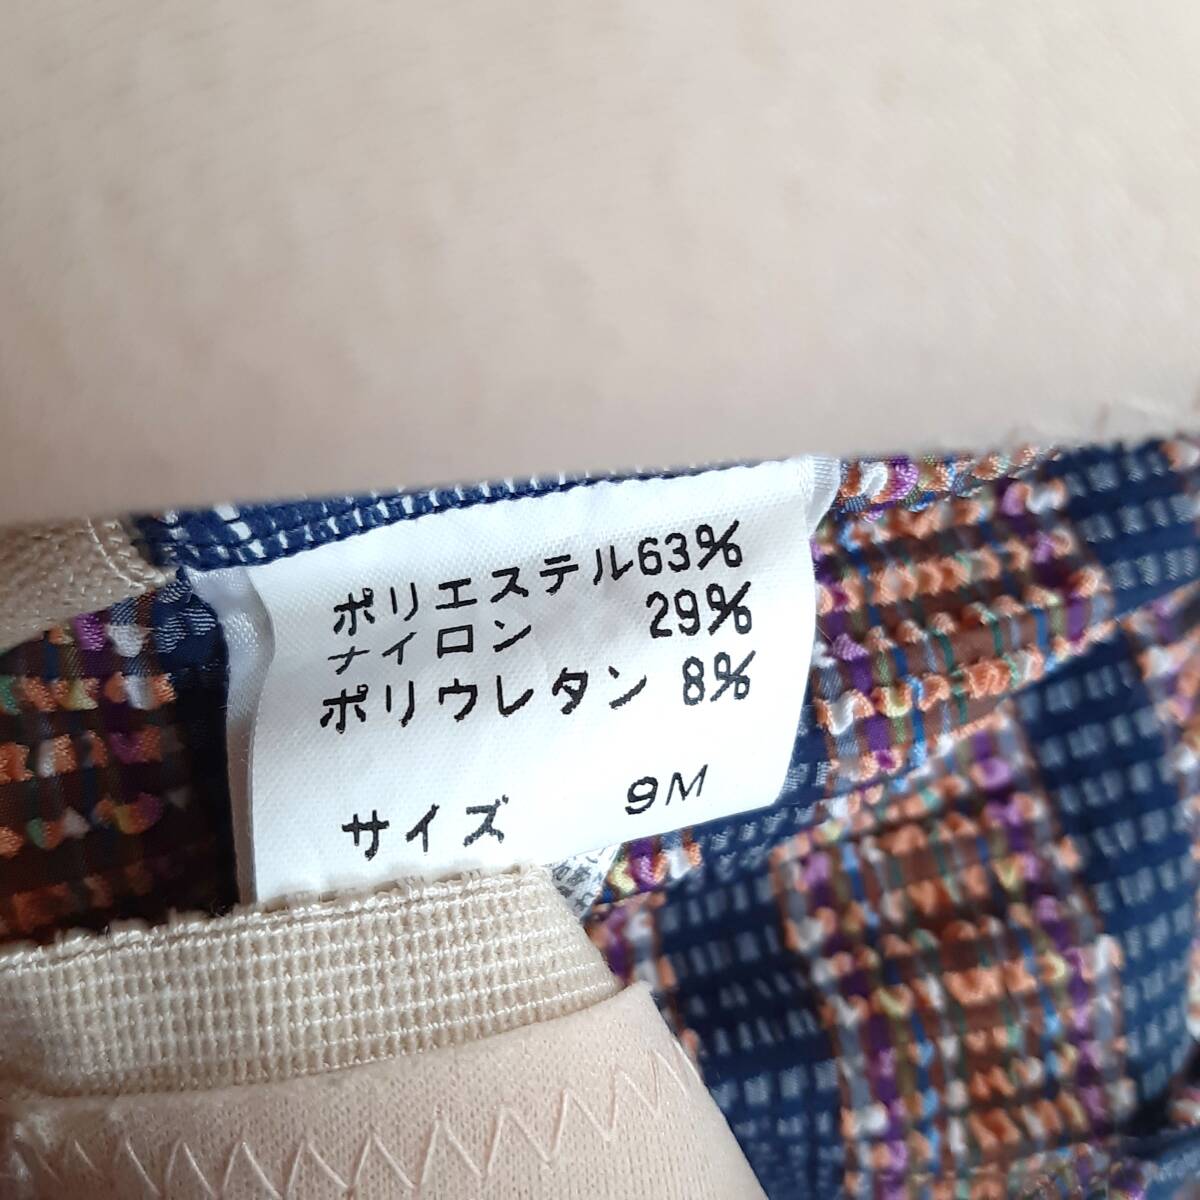 ポリエステル63%
ナイロン 29%
ポリウレタン 8%
サイズ 9M